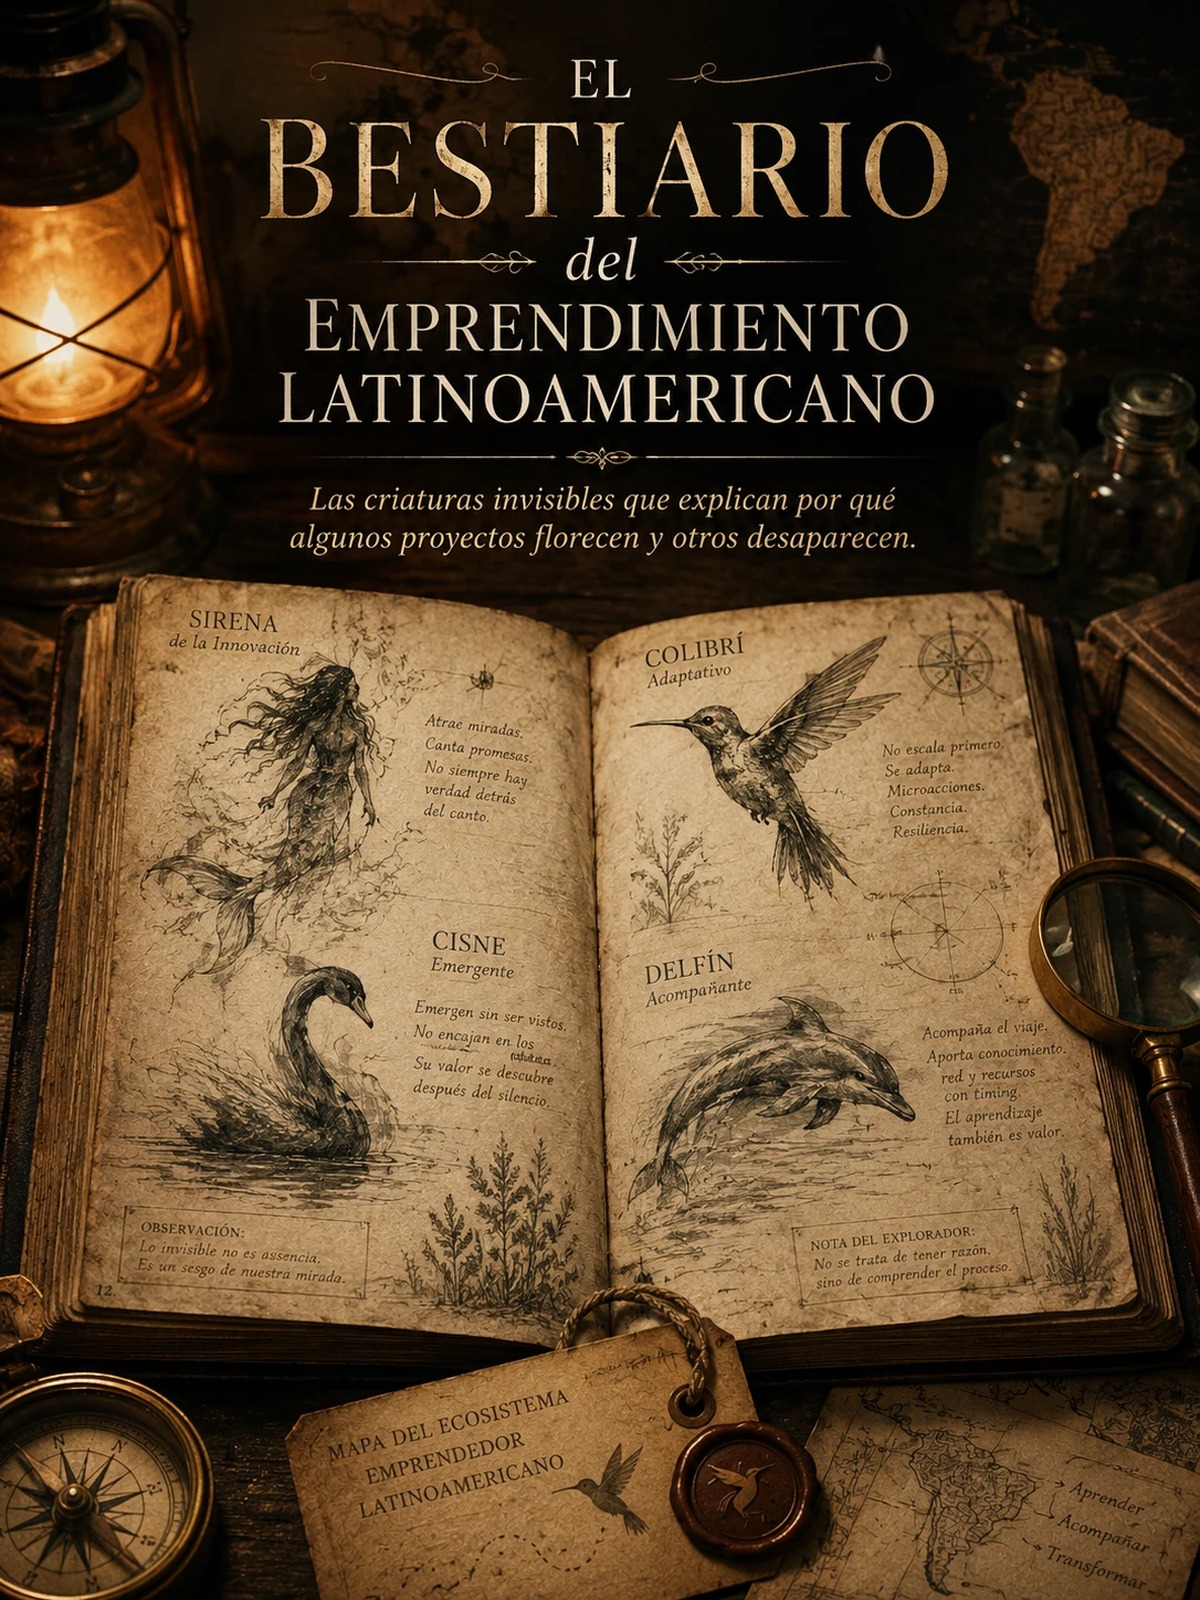 EL
BESTIARIO
del
EMPRENDIMIENTO
LATINOAMERICANO
Las criaturas invisibles que explican por qué
algunos proyectos florecen y otros desaparecen.
SIRENA
de la Innovación
Atrae miradas.
Canta promesas.
No siempre hay
verdad detrás
del canto.
CISNE
Emergente
Emergen sin ser vistos.
No encajan en los
Su valor se descubre
después del silencio.
OBSERVACIÓN:
Lo invisible no es assencia.
Es un sesgo de nuestra mirada.
12.
COLIBRÍ
Adaptativo
No escala primero.
Se adapta.
Microacciones.
Constancia.
Resiliencia.
DELFÍN
Acompañante
Acompaña el viaje.
Aporta conocimiento.
red y recursos
con timing.
El aprendizaje
también es valor.
NOTA DEL EXPLORADOR:
No se trata de tener razón,
sino de comprender el proceso.
MAPA DEL ECOSISTEMA
EMPRENDEDOR
LATINOAMERICANO
Aprender
Acompañar
Transformar
N